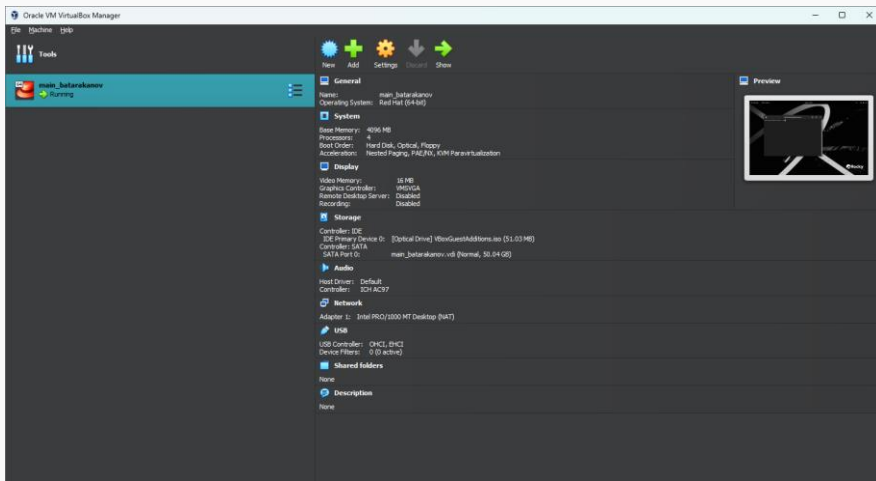 Oracle VM VirtualBox Manager
File Machine Help
Tools
New Add Settings Discard Show
main_batarakanov
Running
General
Name: main_batarakanov
Operating System: Red Hat (64-bit)
System
Base Memory: 4096 MB
Processors: 4
Boot Order: Hard Disk, Optical, Floppy
Acceleration: Nested Paging, PAE/NX, KVM Paravirtualization
Display
Video Memory: 16 MB
Graphics Controller: VMSVGA
Remote Desktop Server: Disabled
Recording: Disabled
Storage
Controller: IDE
IDE Primary Device 0: [Optical Drive] VBoxGuestAdditions.iso (51.03 MB)
Controller: SATA
SATA Port 0: main_batarakanov.vdi (Normal, 50.04 GB)
Audio
Host Driver: Default
Controller: ICH AC97
Network
Adapter 1: Intel PRO/1000 MT Desktop (NAT)
USB
USB Controller: OHCI, EHCI
Device Filters: 0 (0 active)
Shared folders
None
Description
None
Preview
Rocky